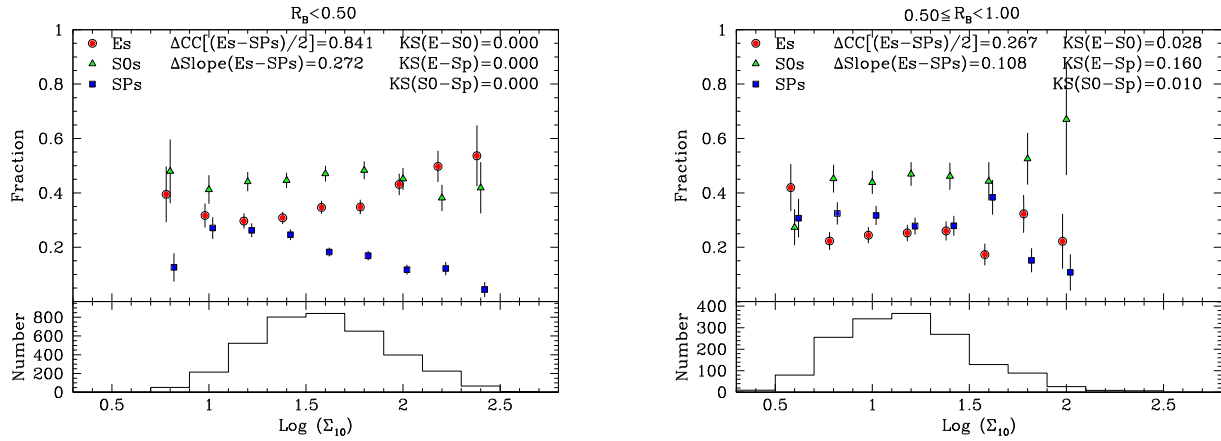 R_B<0.50
1
0.8
0.6
0.4
0.2
Fraction
Es
S0s
SPs
ΔCC[(Es−SPs)/2]=0.841
ΔSlope(Es−SPs)=0.272
KS(E−S0)=0.000
KS(E−Sp)=0.000
KS(S0−Sp)=0.000
800
600
400
200
0
Number
0.5 1 1.5 2 2.5
Log (Σ₁₀)
0.50≤R_B<1.00
1
0.8
0.6
0.4
0.2
Fraction
Es
S0s
SPs
ΔCC[(Es−SPs)/2]=0.267
ΔSlope(Es−SPs)=0.108
KS(E−S0)=0.028
KS(E−Sp)=0.160
KS(S0−Sp)=0.010
400
300
200
100
0
Number
0.5 1 1.5 2 2.5
Log (Σ₁₀)